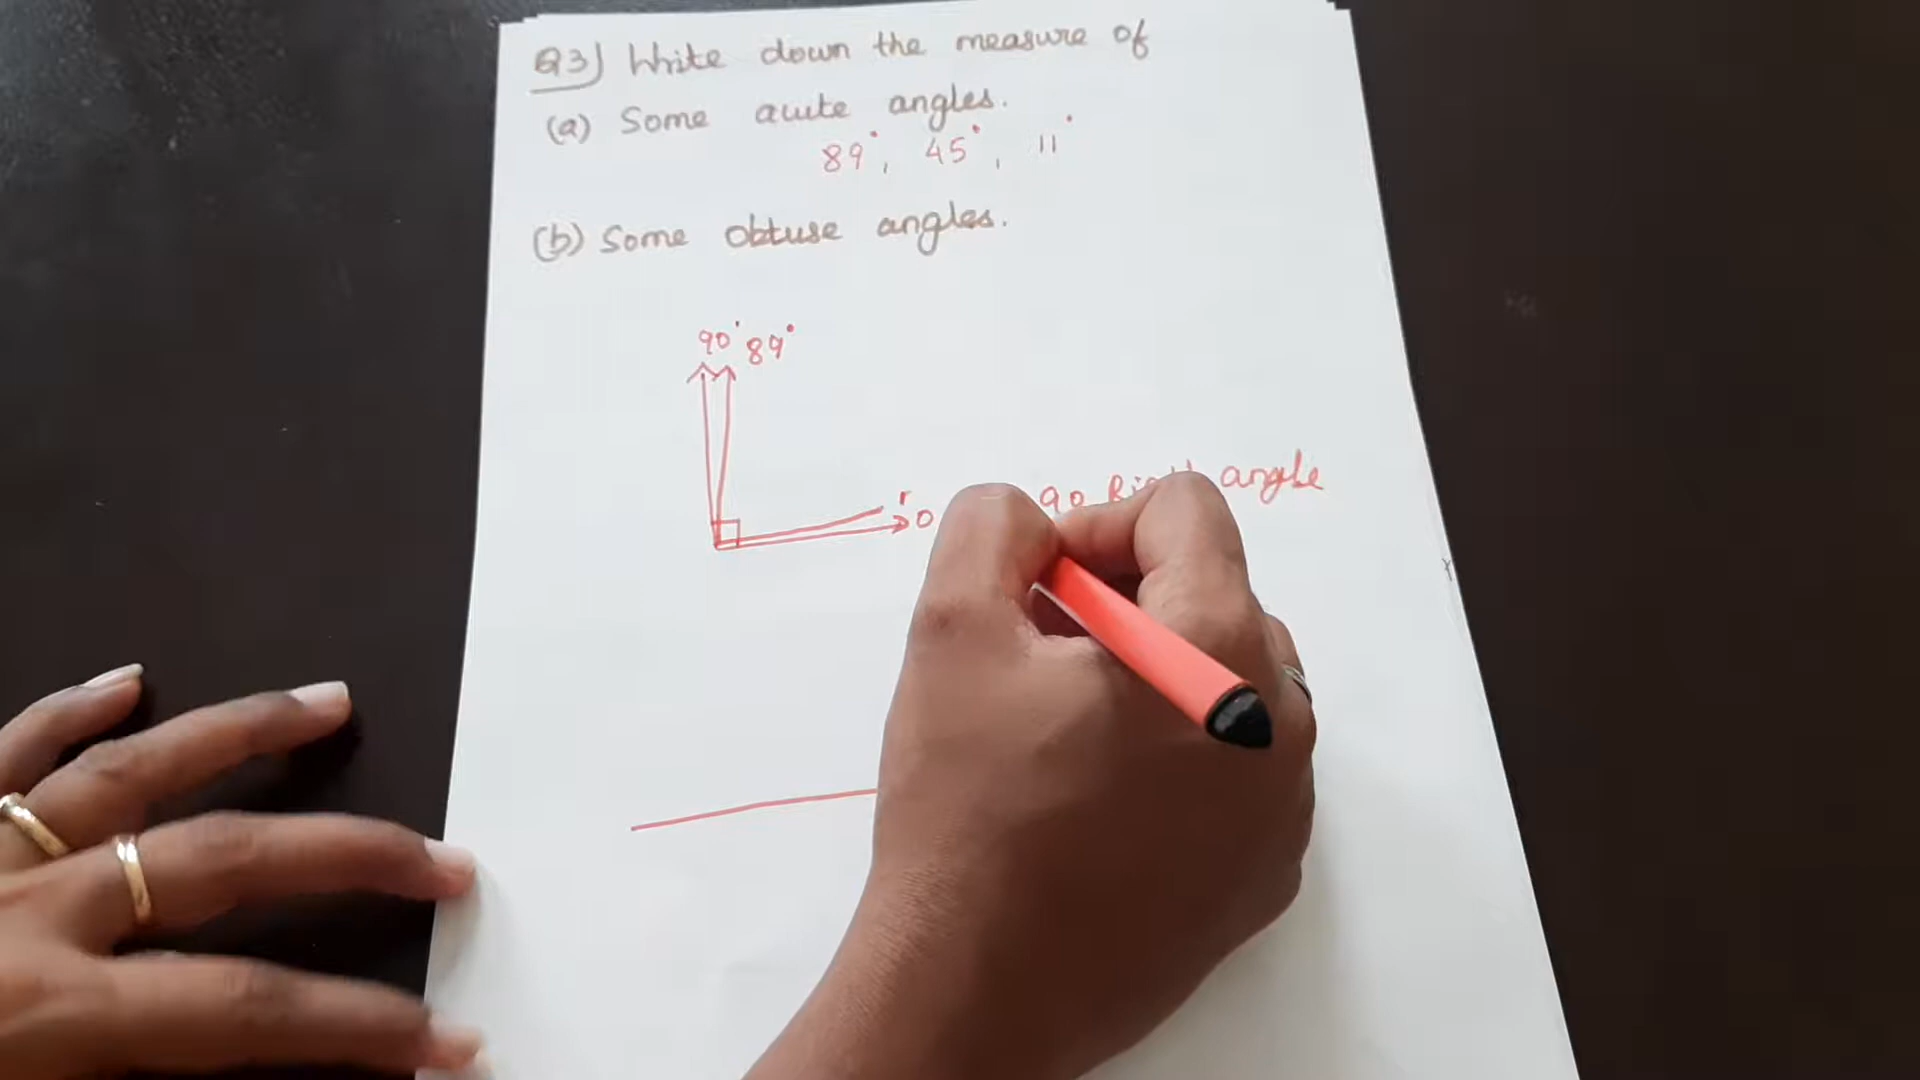 Q3) Write down the measure of
(a) Some acute angles.
89°, 45°, 11°
(b) Some obtuse angles.
90° 89°
angle
90
0